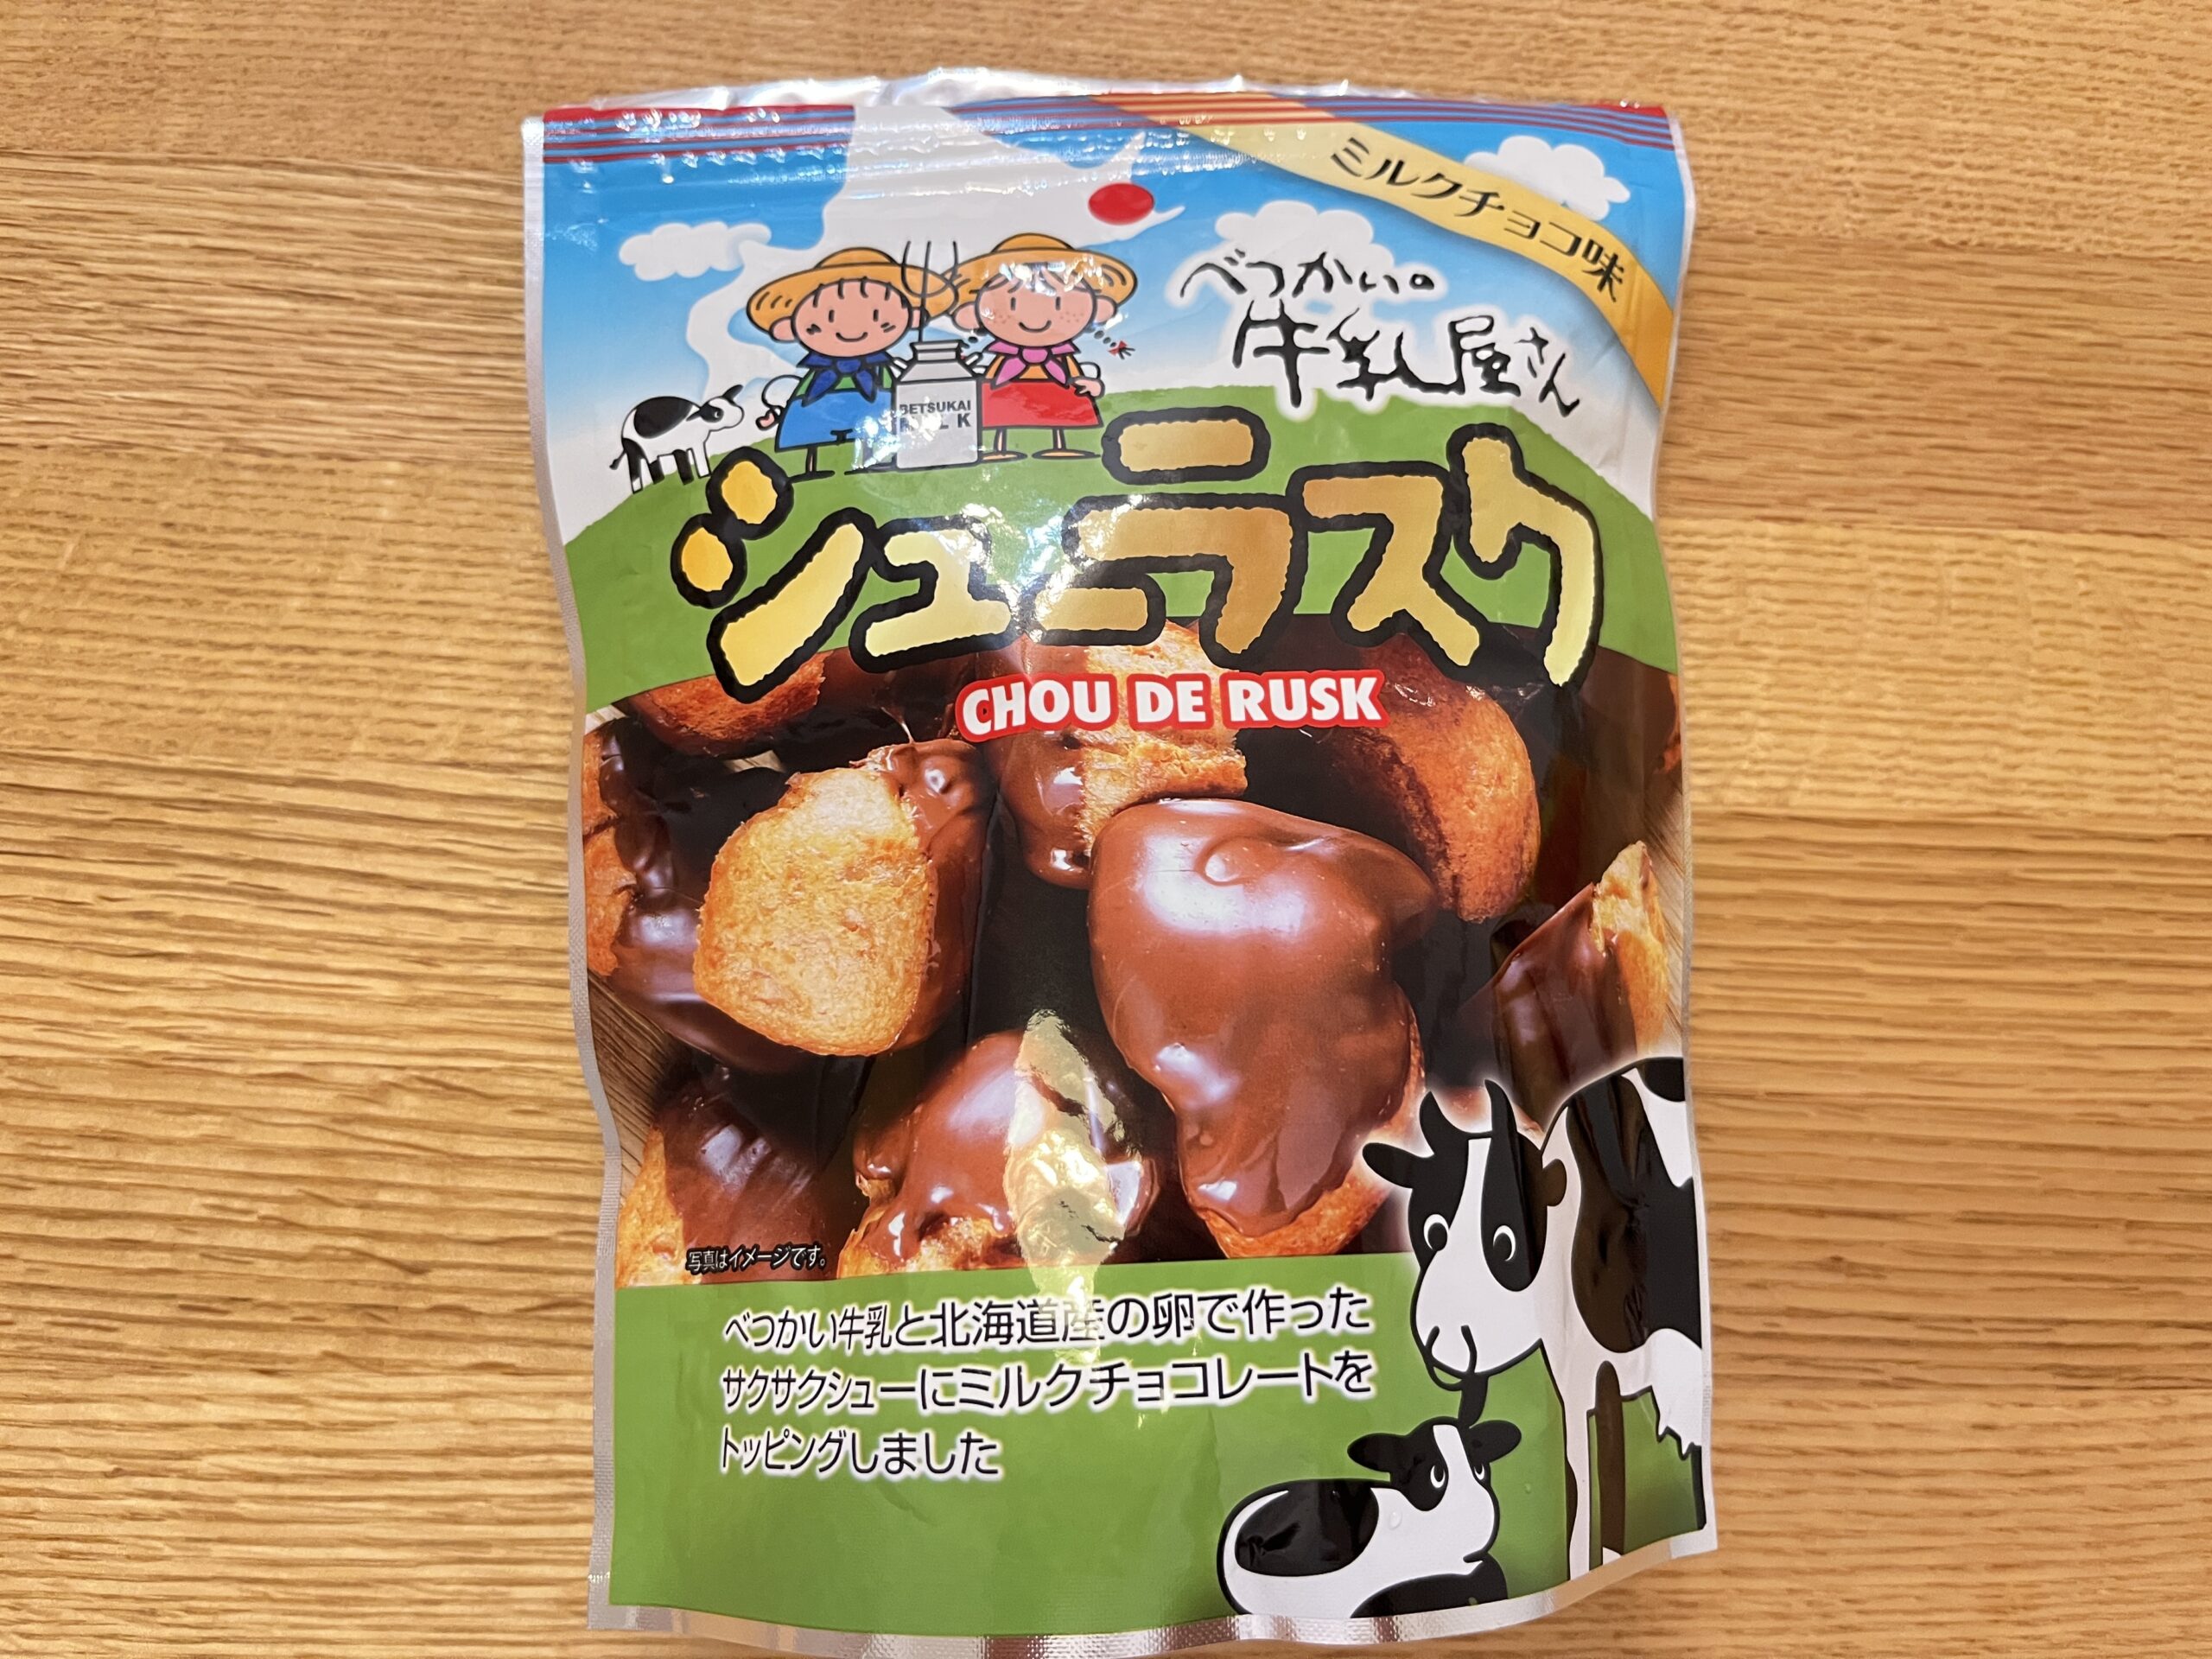 ミルクチョコ味
べつかいの
牛乳屋さん
BETSUKAI
MILK
シューラスク
CHOU DE RUSK
写真はイメージです。
べつかい牛乳と北海道産の卵で作った
サクサクシューにミルクチョコレートを
トッピングしました